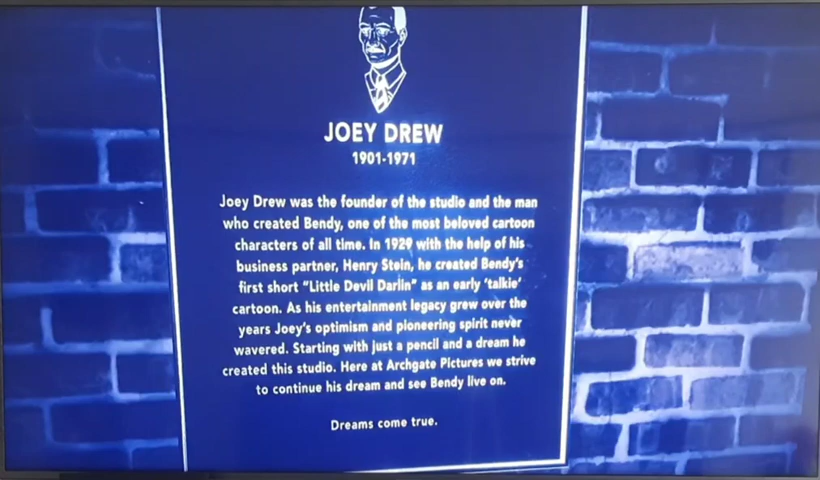 JOEY DREW
1901-1971
Joey Drew was the founder of the studio and the man
who created Bendy, one of the most beloved cartoon
characters of all time. In 1929 with the help of his
business partner, Henry Stein, he created Bendy's
first short "Little Devil Darlin" as an early 'talkie'
cartoon. As his entertainment legacy grew over the
years Joey's optimism and pioneering spirit never
wavered. Starting with just a pencil and a dream he
created this studio. Here at Archgate Pictures we strive
to continue his dream and see Bendy live on.
Dreams come true.